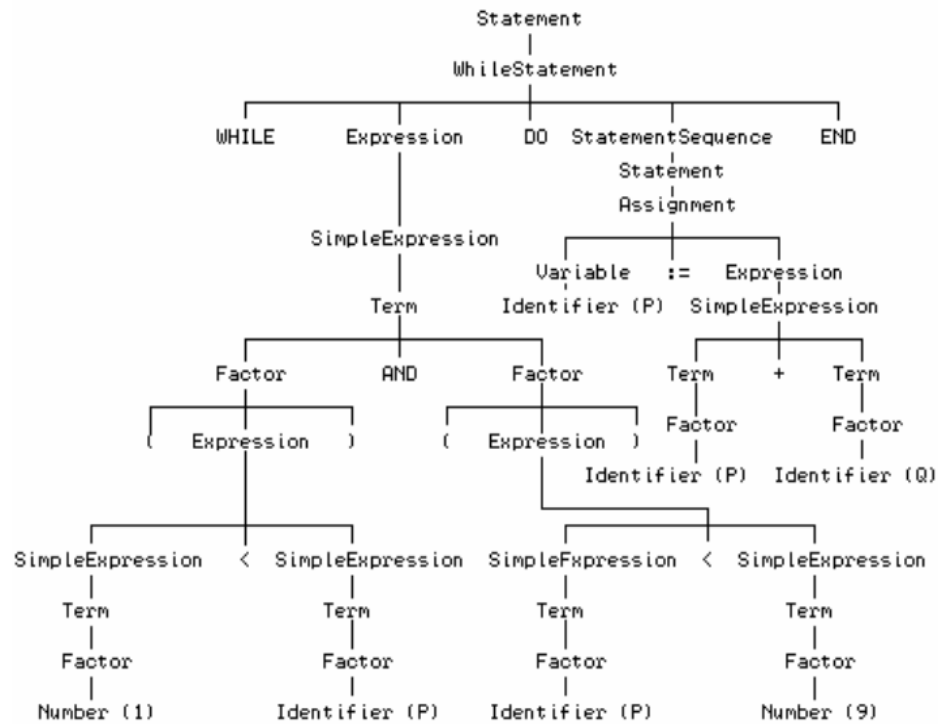 Statement
WhileStatement
WHILE Expression DO StatementSequence END
Statement
Assignment
SimpleExpression
Variable := Expression
Term Identifier (P) SimpleExpression
Factor AND Factor Term + Term
( Expression ) ( Expression ) Factor Factor
Identifier (P) Identifier (Q)
SimpleExpression < SimpleExpression SimpleExpression < SimpleExpression
Term Term Term Term
Factor Factor Factor Factor
Number (1) Identifier (P) Identifier (P) Number (9)